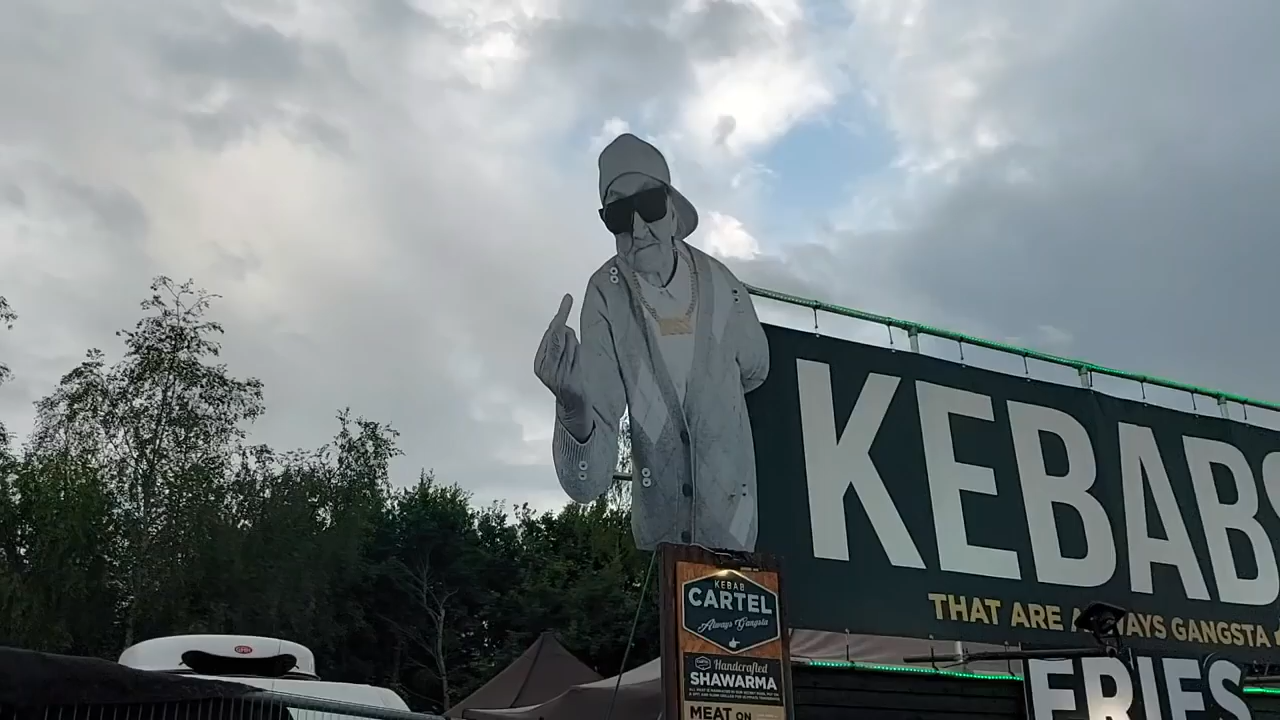 KEBABS
THAT ARE ALWAYS GANGSTA
FRIES
KEBAB
CARTEL
Always Gangsta
Handcrafted
SHAWARMA
MEAT ON